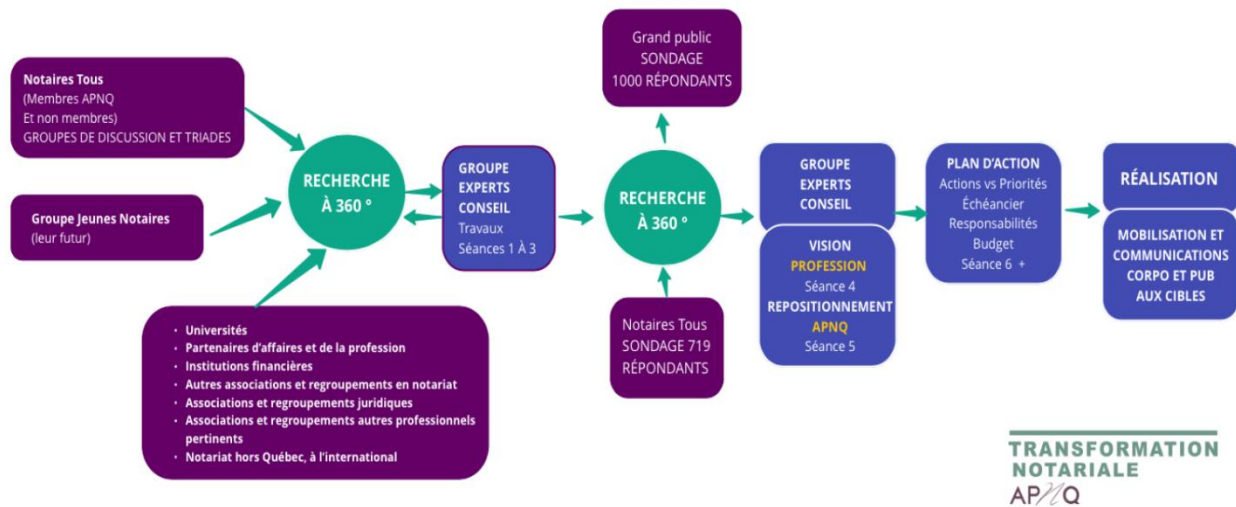 Notaires Tous
(Membres APNQ
Et non membres)
GROUPES DE DISCUSSION ET TRIADES
Groupe Jeunes Notaires
(leur futur)
• Universités
• Partenaires d'affaires et de la profession
• Institutions financières
• Autres associations et regroupements en notariat
• Associations et regroupements juridiques
• Associations et regroupements autres professionnels
pertinents
• Notariat hors Québec, à l'international
RECHERCHE
À 360 °
GROUPE
EXPERTS
CONSEIL
Travaux
Séances 1 À 3
Grand public
SONDAGE
1000 RÉPONDANTS
RECHERCHE
À 360 °
Notaires Tous
SONDAGE 719
RÉPONDANTS
GROUPE
EXPERTS
CONSEIL
VISION
PROFESSION
Séance 4
REPOSITIONNEMENT
APNQ
Séance 5
PLAN D'ACTION
Actions vs Priorités
Échéancier
Responsabilités
Budget
Séance 6 +
RÉALISATION
MOBILISATION ET
COMMUNICATIONS
CORPO ET PUB
AUX CIBLES
TRANSFORMATION
NOTARIALE
APNQ